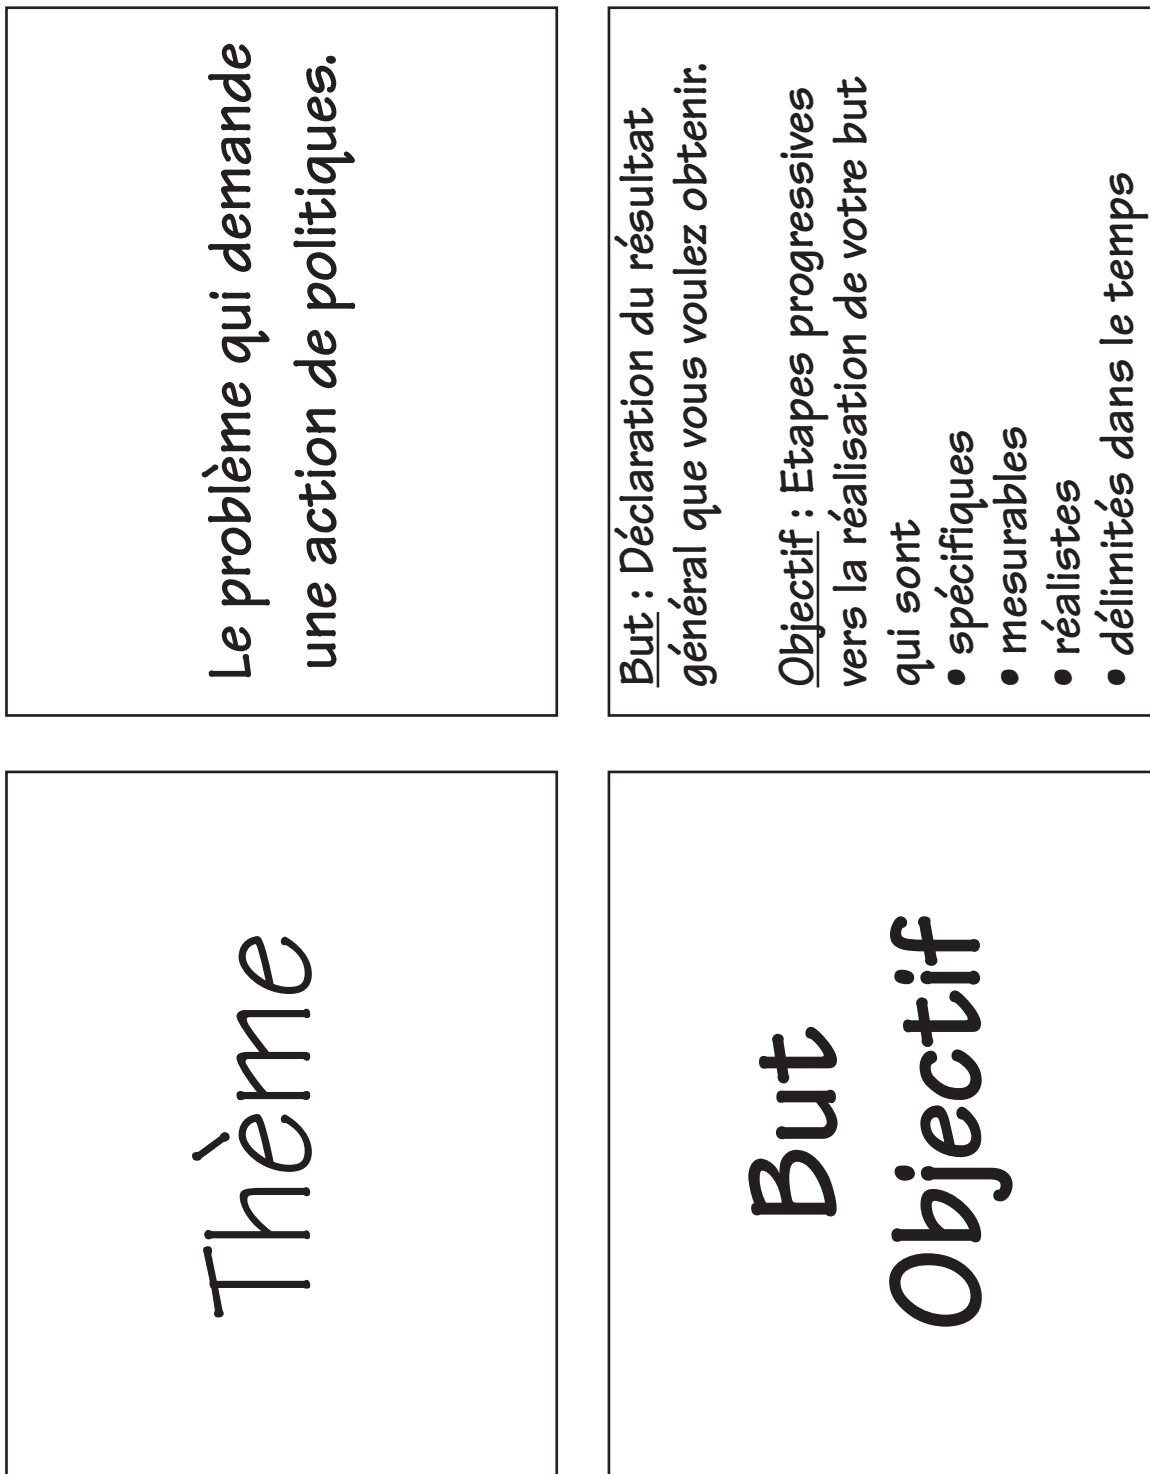 Thème
Le problème qui demande
une action de politiques.
But
Objectif
But : Déclaration du résultat
général que vous voulez obtenir.
Objectif : Etapes progressives
vers la réalisation de votre but
qui sont
• spécifiques
• mesurables
• réalistes
• délimités dans le temps